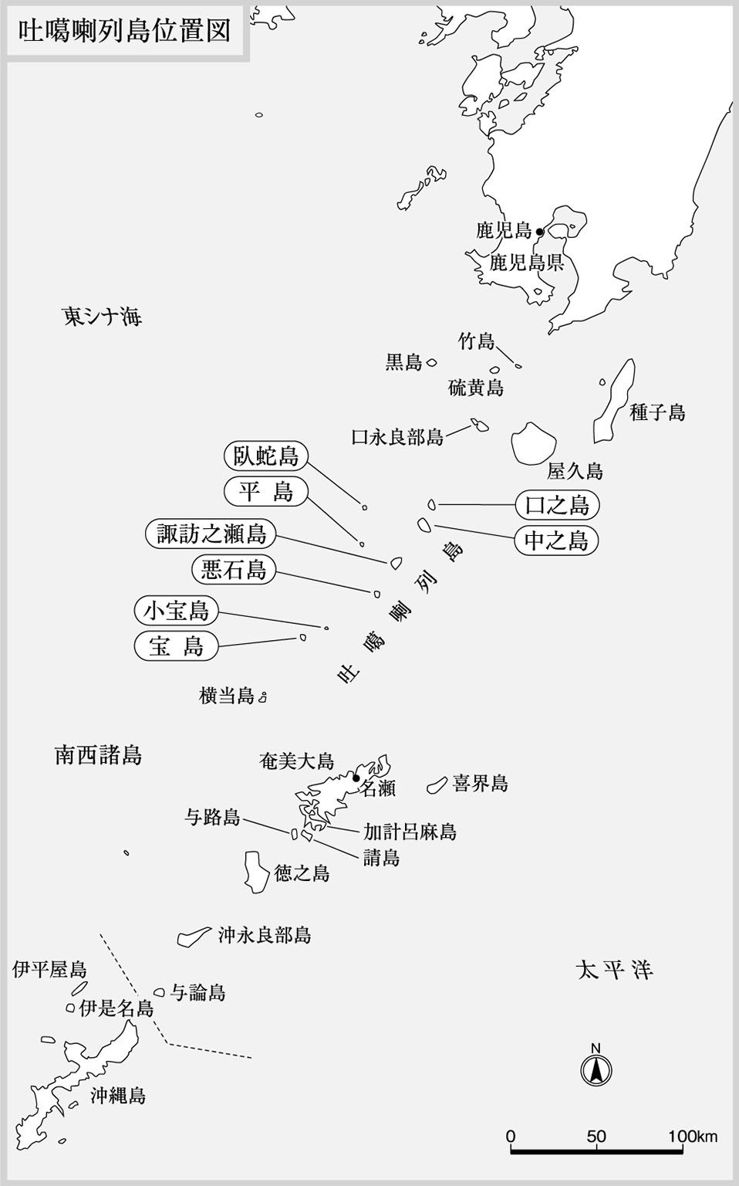 吐噶喇列島位置図
鹿児島
鹿児島県
東シナ海
竹島
黒島
硫黄島
種子島
口永良部島
屋久島
臥蛇島
平島
口之島
諏訪之瀬島
中之島
悪石島
小宝島
宝島
吐噶喇列島
横当島
南西諸島
奄美大島
名瀬
喜界島
与路島
加計呂麻島
請島
徳之島
沖永良部島
伊平屋島
太平洋
与論島
伊是名島
沖縄島
N
0 50 100km